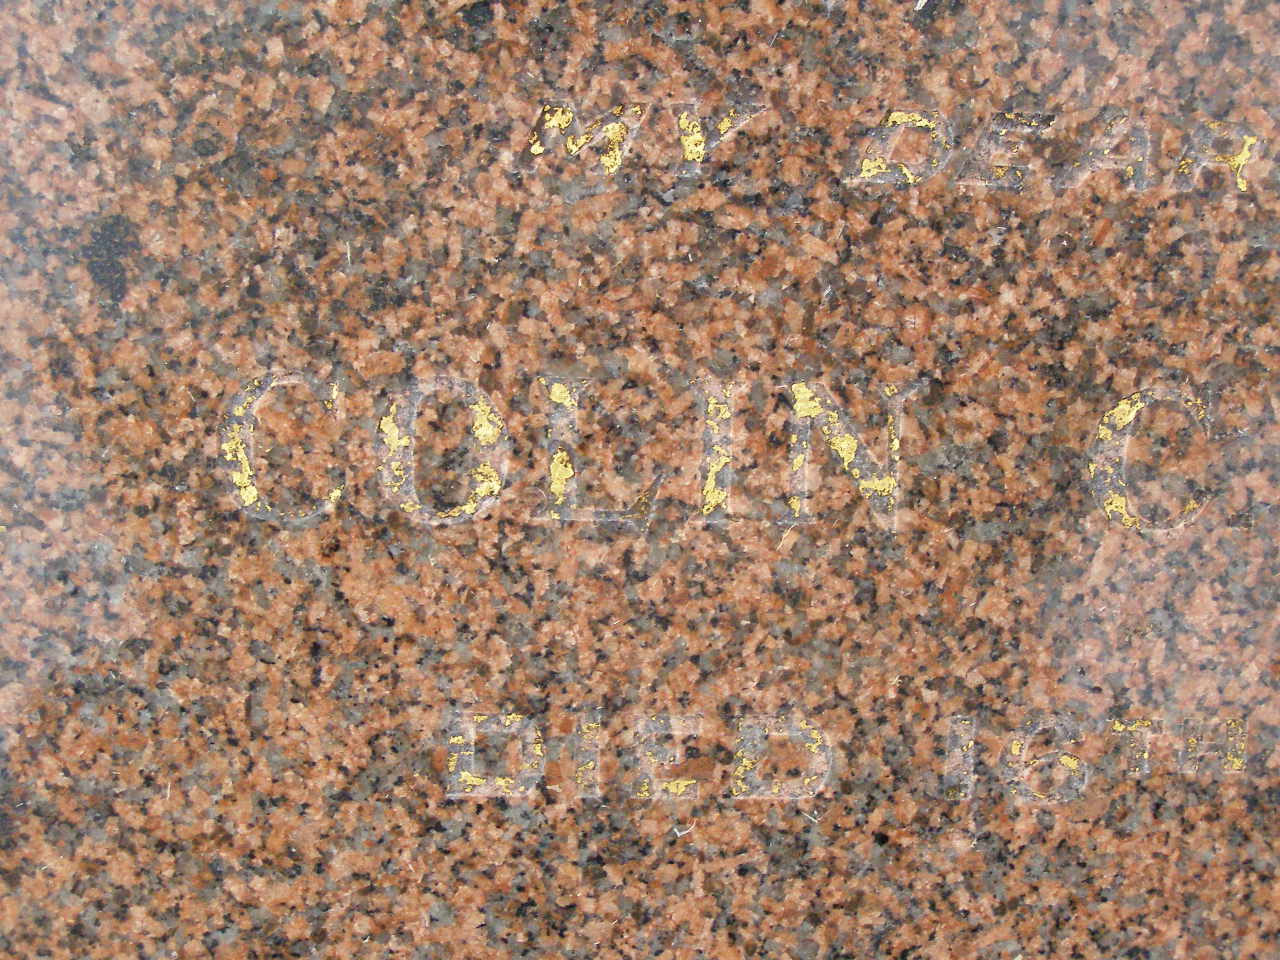 MY DEAR
COLIN C
DIED 16TH